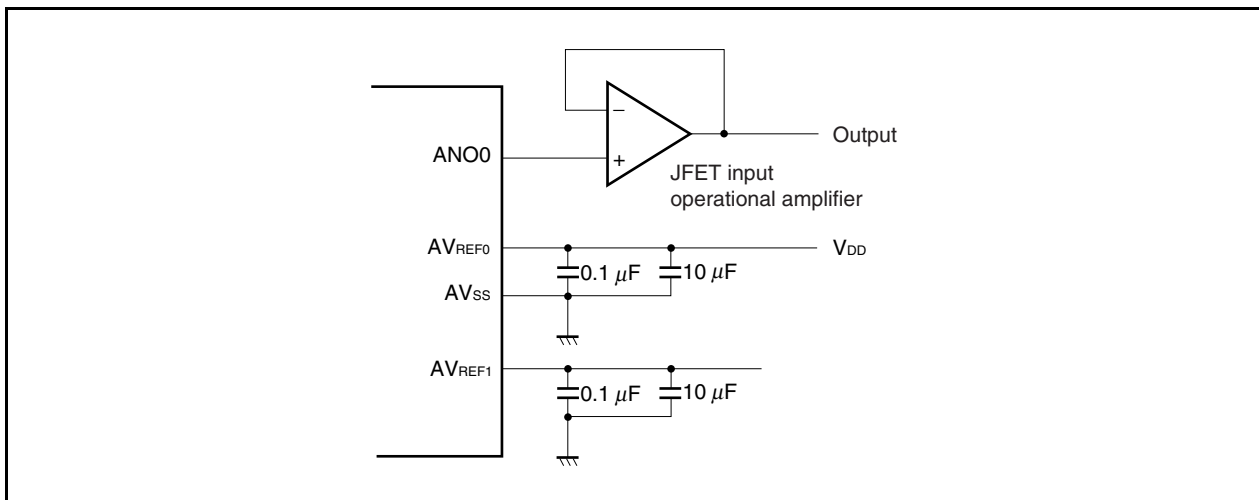 −
ANO0
+
Output
JFET input
operational amplifier
AVREF0
VDD
0.1 μF
10 μF
AVSS
AVREF1
0.1 μF
10 μF